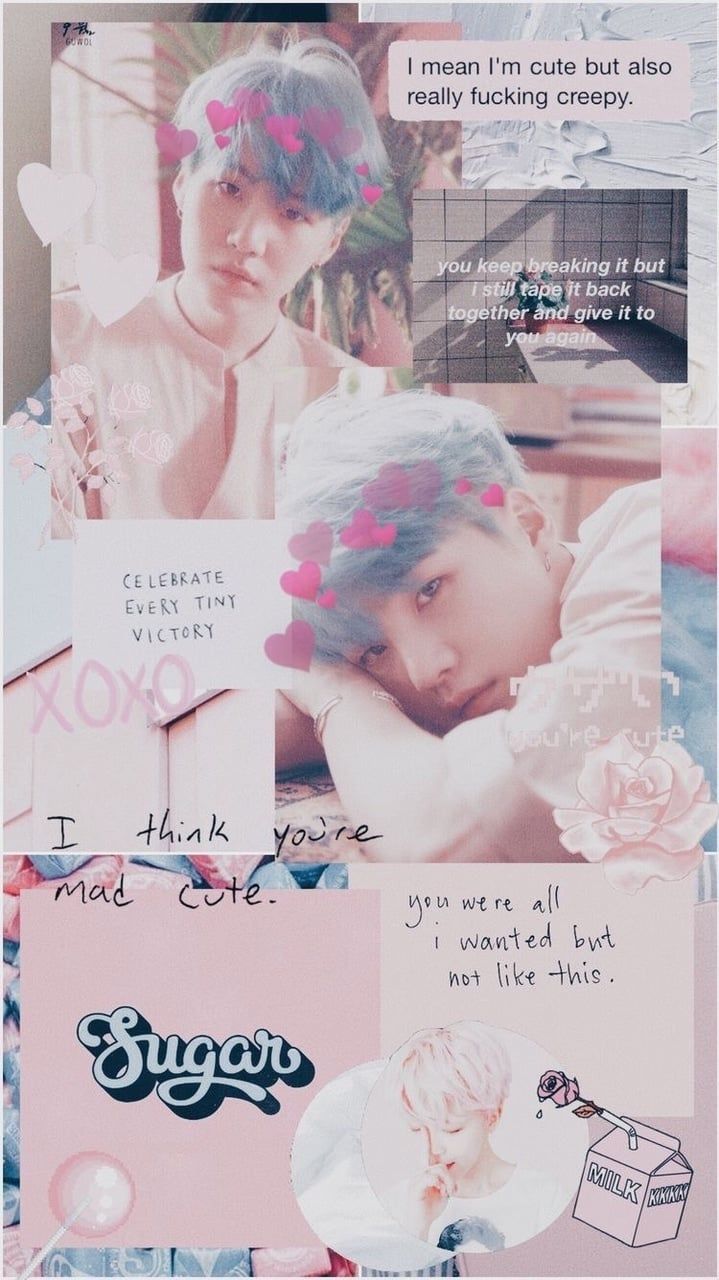 GUWOL
I mean I'm cute but also
really fucking creepy.
you keep breaking it but
i still tape it back
together and give it to
you again
CELEBRATE
EVERY TINY
VICTORY
XOXO
you're cute
I think you're
mad cute.
you were all
i wanted but
not like this.
Sugar
MILK
KKKK